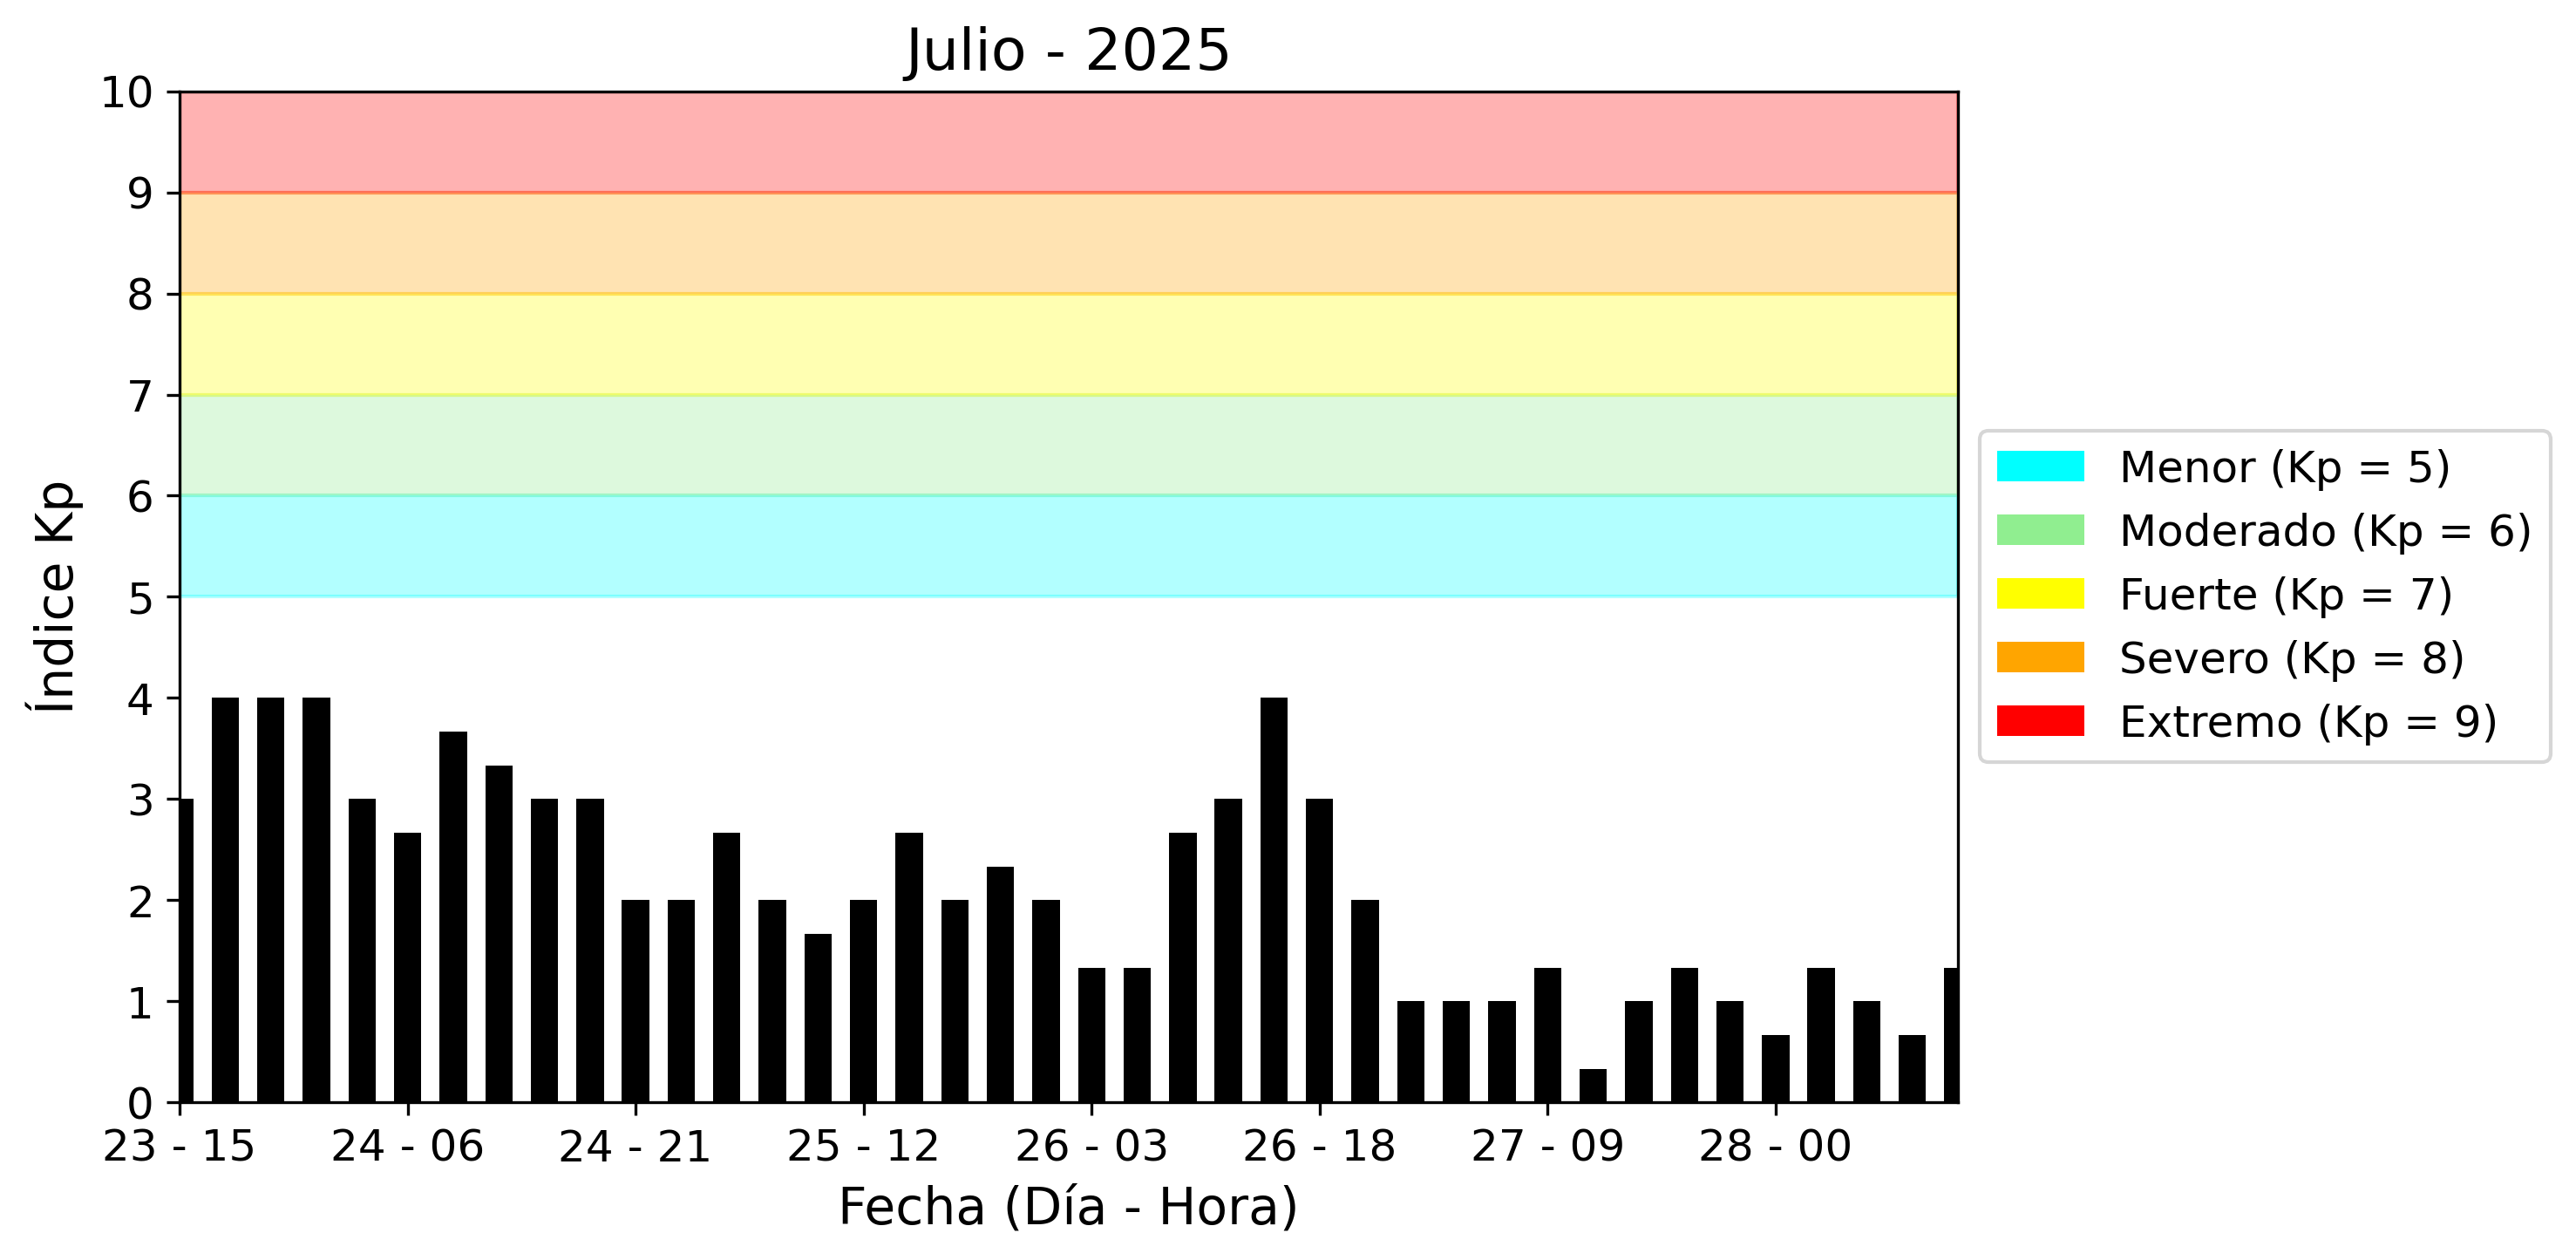 Julio - 2025
10
9
8
7
6
5
4
3
2
1
0
Índice Kp
23 - 15 24 - 06 24 - 21 25 - 12 26 - 03 26 - 18 27 - 09 28 - 00
Fecha (Día - Hora)
Menor (Kp = 5)
Moderado (Kp = 6)
Fuerte (Kp = 7)
Severo (Kp = 8)
Extremo (Kp = 9)